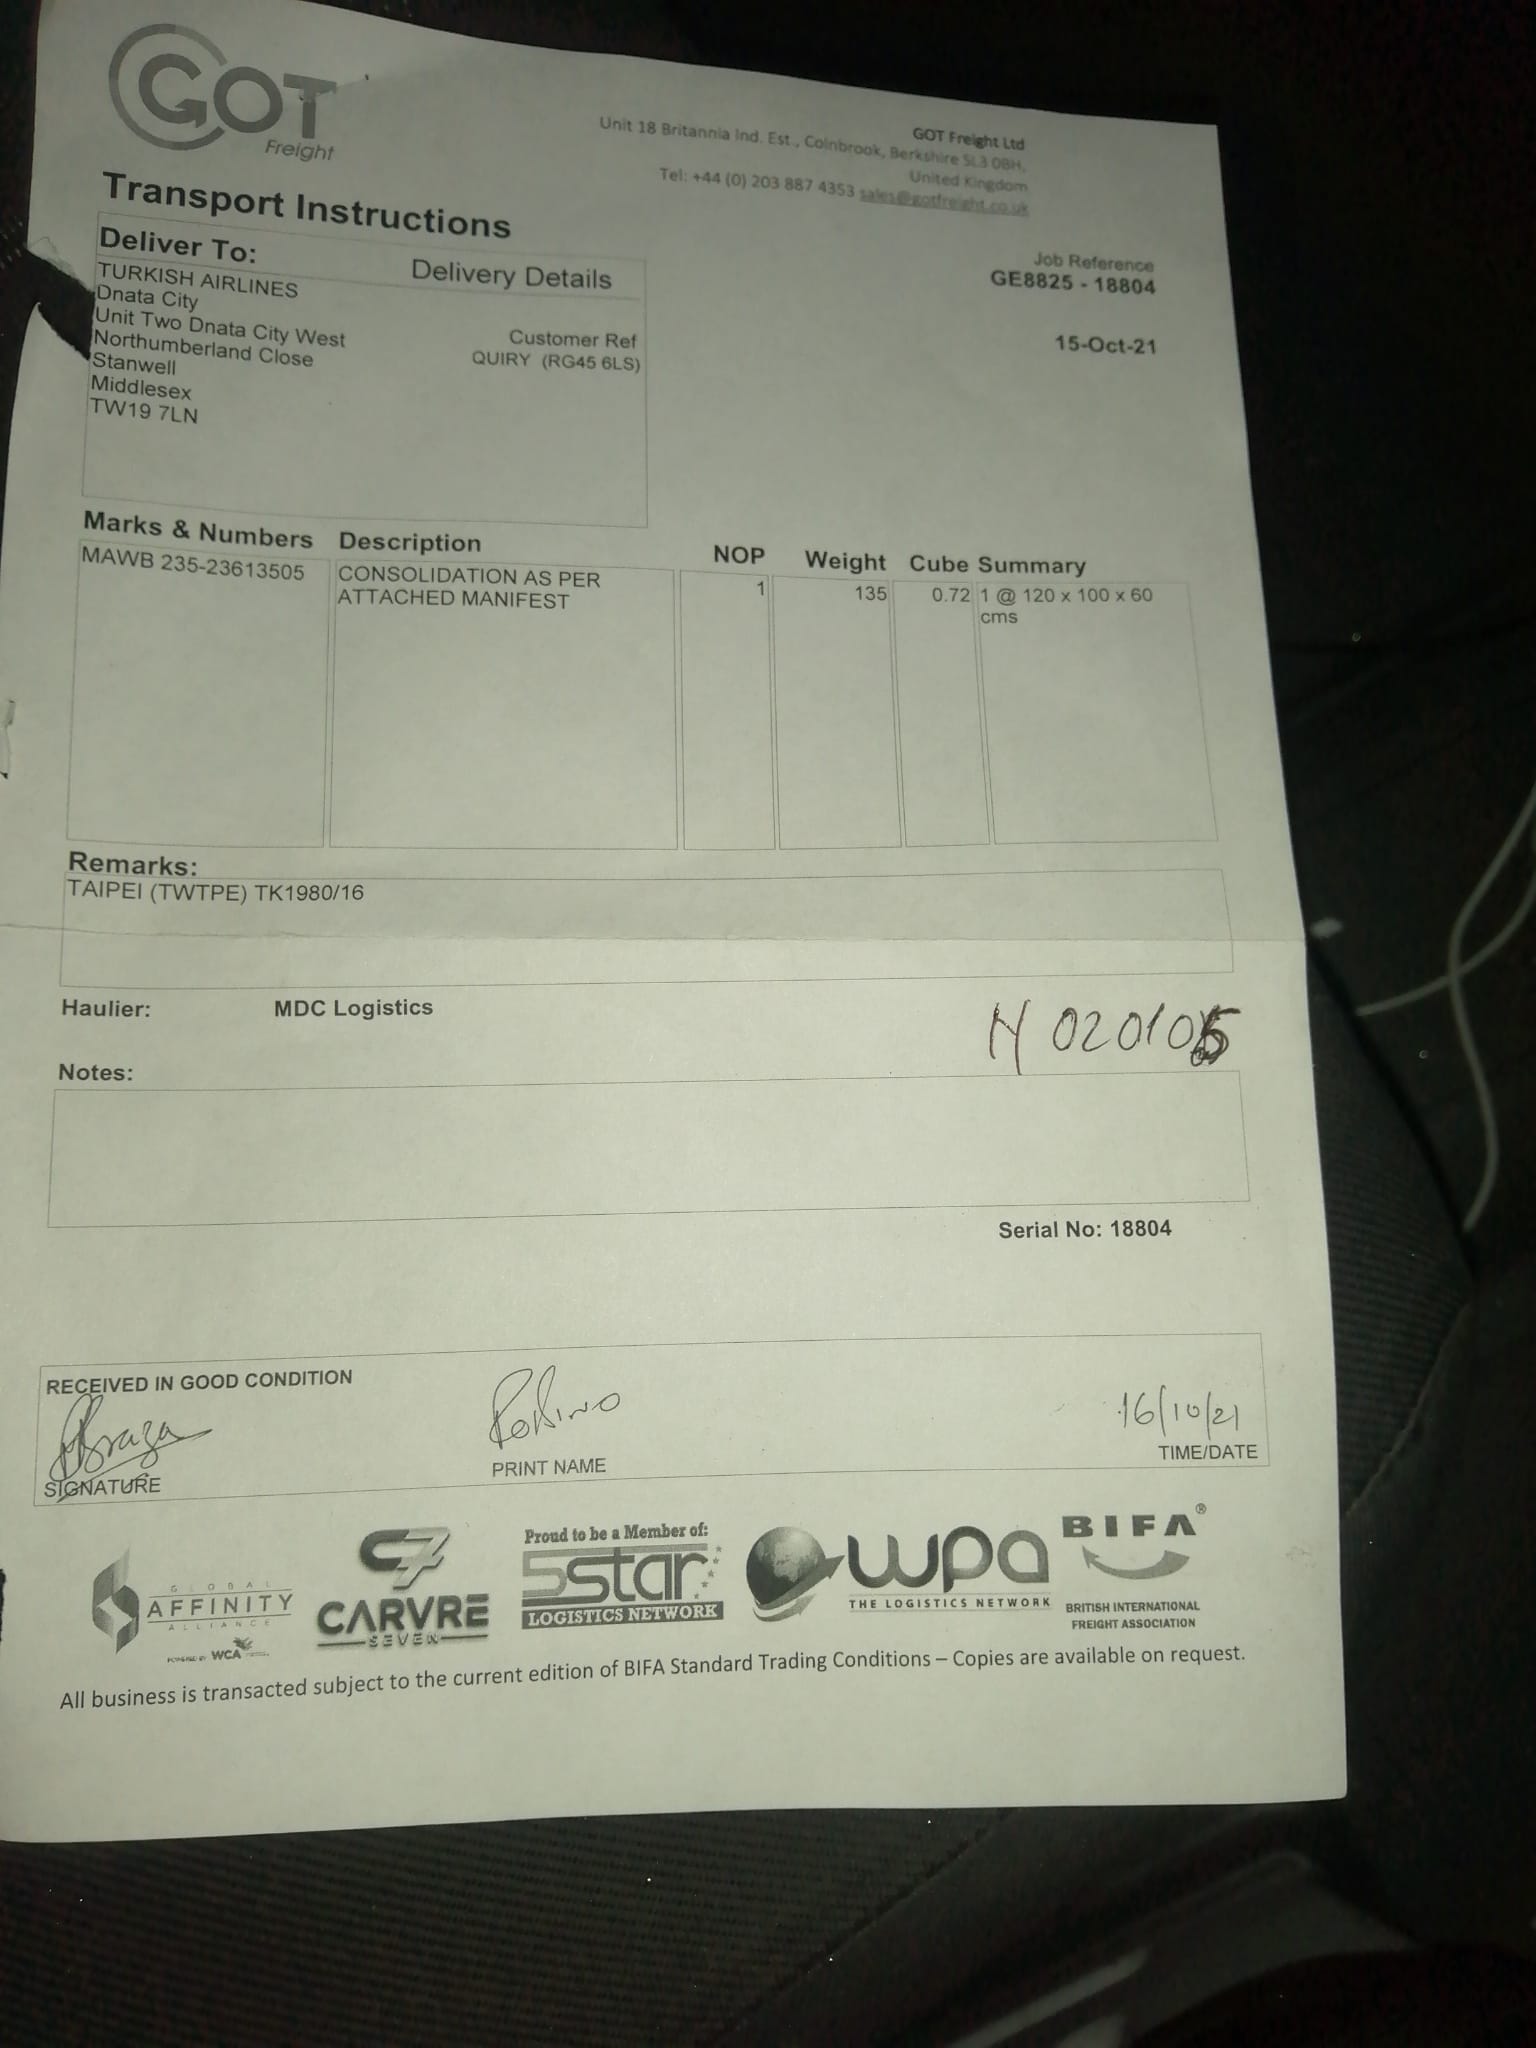 GOT
Freight
GOT Freight Ltd
Unit 18 Britannia Ind. Est., Colnbrook, Berkshire SL3 0BH,
United Kingdom
Tel: +44 (0) 203 887 4353 sales@gotfreight.co.uk
Transport Instructions
Deliver To:
Delivery Details
TURKISH AIRLINES
Dnata City
Unit Two Dnata City West
Northumberland Close
Stanwell
Middlesex
TW19 7LN
Customer Ref
QUIRY (RG45 6LS)
Job Reference
GE8825 - 18804
15-Oct-21
Marks & Numbers Description NOP Weight Cube Summary
MAWB 235-23613505 CONSOLIDATION AS PER 1 135 0.72 1 @ 120 x 100 x 60
ATTACHED MANIFEST cms
Remarks:
TAIPEI (TWTPE) TK1980/16
Haulier: MDC Logistics
Notes:
Serial No: 18804
RECEIVED IN GOOD CONDITION
16/10/21
SIGNATURE PRINT NAME TIME/DATE
GLOBAL
AFFINITY
ALLIANCE
POWERED BY WCA
C7
CARVRE
SEVEN
Proud to be a Member of:
5star
LOGISTICS NETWORK
wpa
THE LOGISTICS NETWORK
BIFA®
BRITISH INTERNATIONAL
FREIGHT ASSOCIATION
All business is transacted subject to the current edition of BIFA Standard Trading Conditions – Copies are available on request.